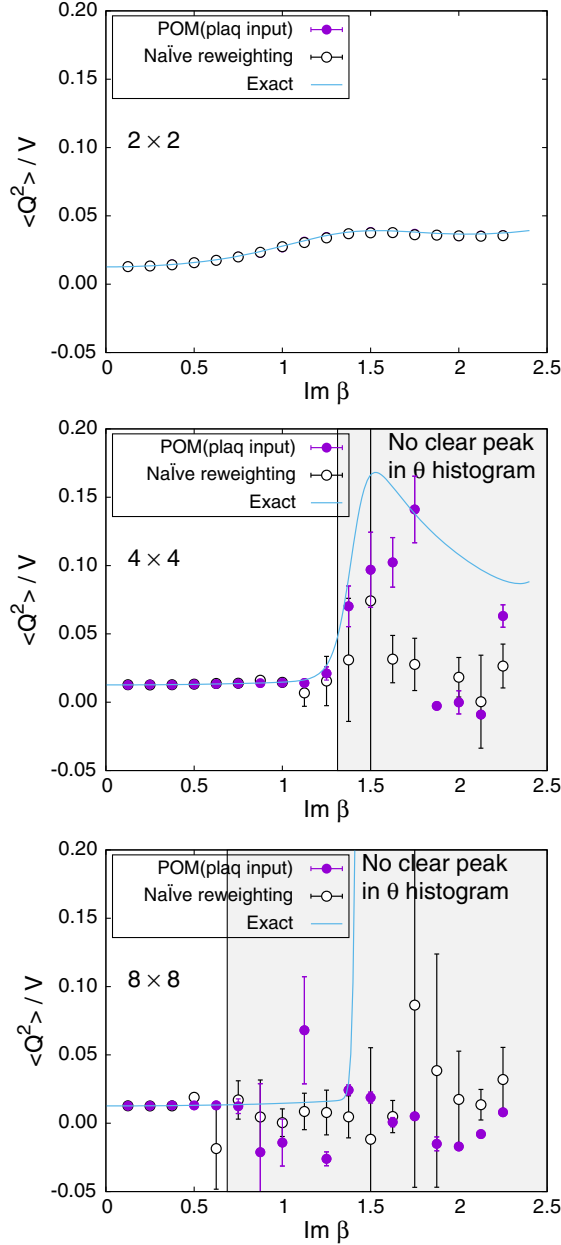 0.20
POM(plaq input)
NaÏve reweighting
Exact
0.15
2 × 2
0.10
<Q²> / V
0.05
0.00
-0.05
0 0.5 1 1.5 2 2.5
Im β
0.20
POM(plaq input)
NaÏve reweighting
Exact
No clear peak
in θ histogram
0.15
4 × 4
0.10
<Q²> / V
0.05
0.00
-0.05
0 0.5 1 1.5 2 2.5
Im β
0.20
POM(plaq input)
NaÏve reweighting
Exact
No clear peak
in θ histogram
0.15
8 × 8
0.10
<Q²> / V
0.05
0.00
-0.05
0 0.5 1 1.5 2 2.5
Im β